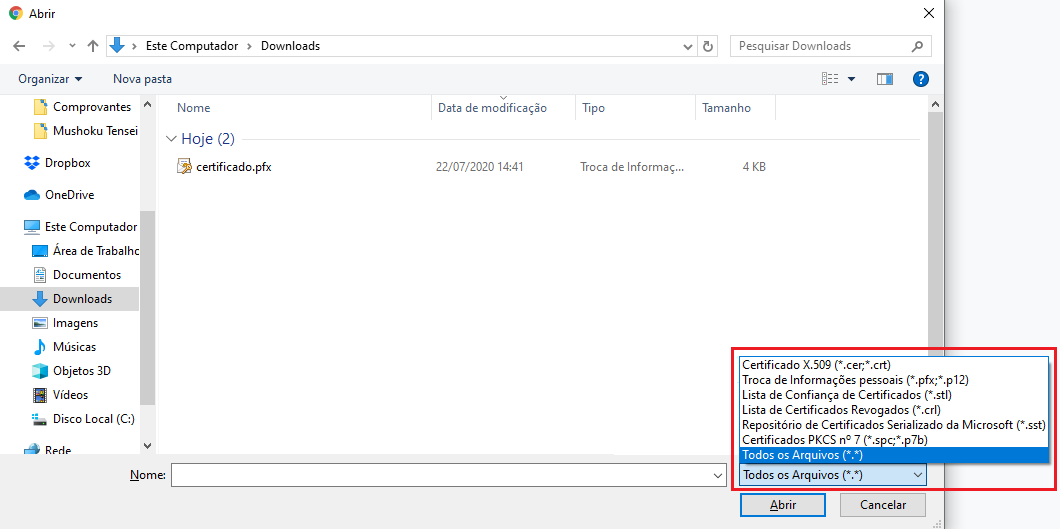 Abrir
Este Computador > Downloads
Pesquisar Downloads
Organizar
Nova pasta
?
Nome
Data de modificação
Tipo
Tamanho
Comprovantes
Mushoku Tensei
Dropbox
OneDrive
Este Computador
Área de Trabalho
Documentos
Downloads
Imagens
Músicas
Objetos 3D
Vídeos
Disco Local (C:)
Rede
Hoje (2)
certificado.pfx 22/07/2020 14:41 Troca de Informaç... 4 KB
Certificado X.509 (*.cer;*.crt)
Troca de Informações pessoais (*.pfx;*.p12)
Lista de Confiança de Certificados (*.stl)
Lista de Certificados Revogados (*.crl)
Repositório de Certificados Serializado da Microsoft (*.sst)
Certificados PKCS nº 7 (*.spc;*.p7b)
Todos os Arquivos (*.*)
Nome:
Todos os Arquivos (*.*)
Abrir
Cancelar